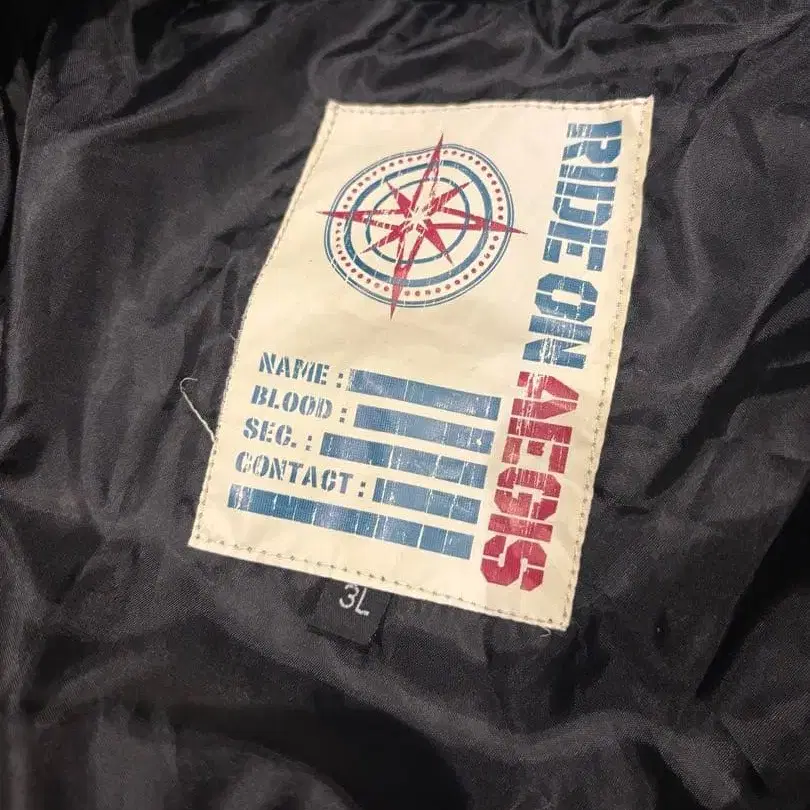 RIDE ON AEGIS
NAME :
BLOOD :
SEC. :
CONTACT :
3L